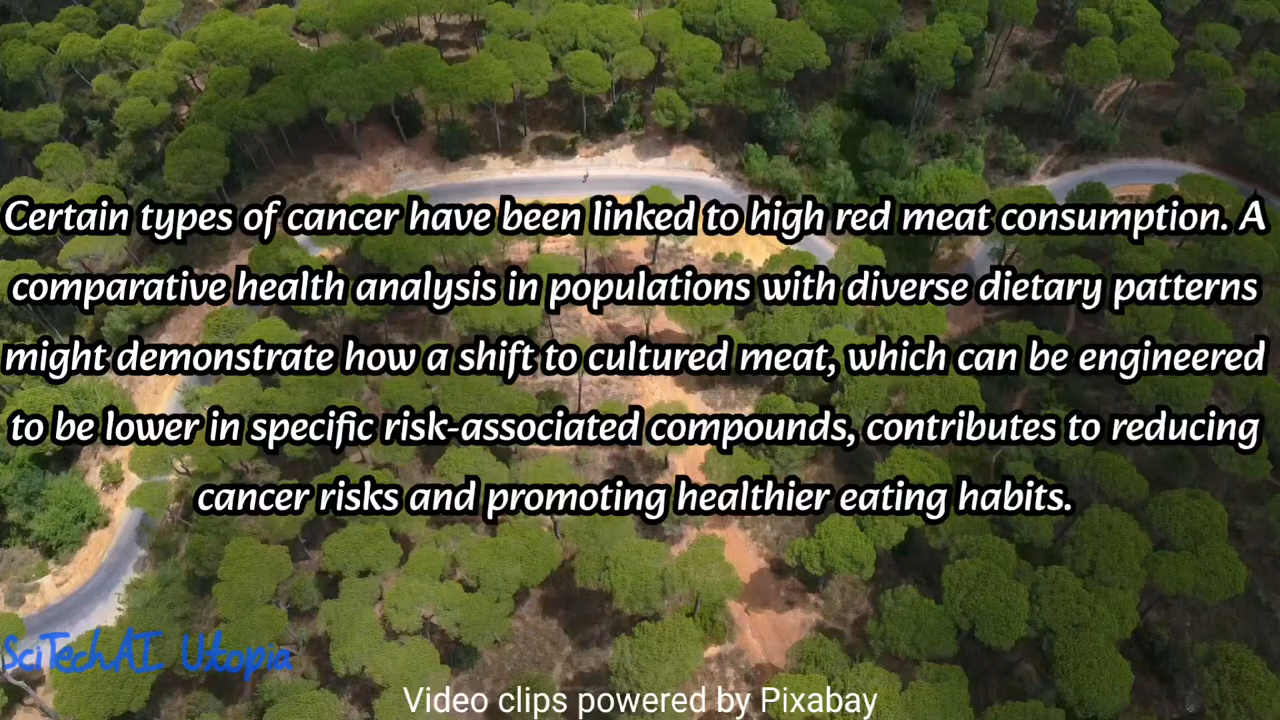 Certain types of cancer have been linked to high red meat consumption. A
comparative health analysis in populations with diverse dietary patterns
might demonstrate how a shift to cultured meat, which can be engineered
to be lower in specific risk-associated compounds, contributes to reducing
cancer risks and promoting healthier eating habits.
SciTechAI Utopia
Video clips powered by Pixabay